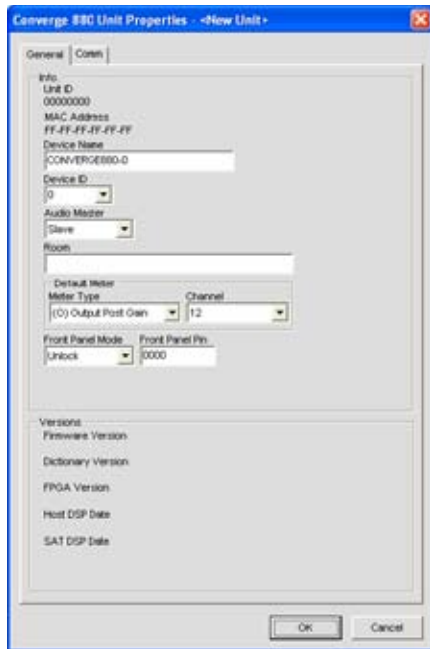 Converge 880 Unit Properties - <New Unit>
General Comm
Info.
Unit ID
00000000
MAC Address
FF-FF-FF-FF-FF-FF
Device Name
CONVERGE880-0
Device ID
0
Audio Master
Slave
Room
Default Meter
Meter Type Channel
(O) Output Post Gain 12
Front Panel Mode Front Panel Pin
Unlock 0000
Versions
Firmware Version
Dictionary Version
FPGA Version
Host DSP Date
SAT DSP Date
OK Cancel